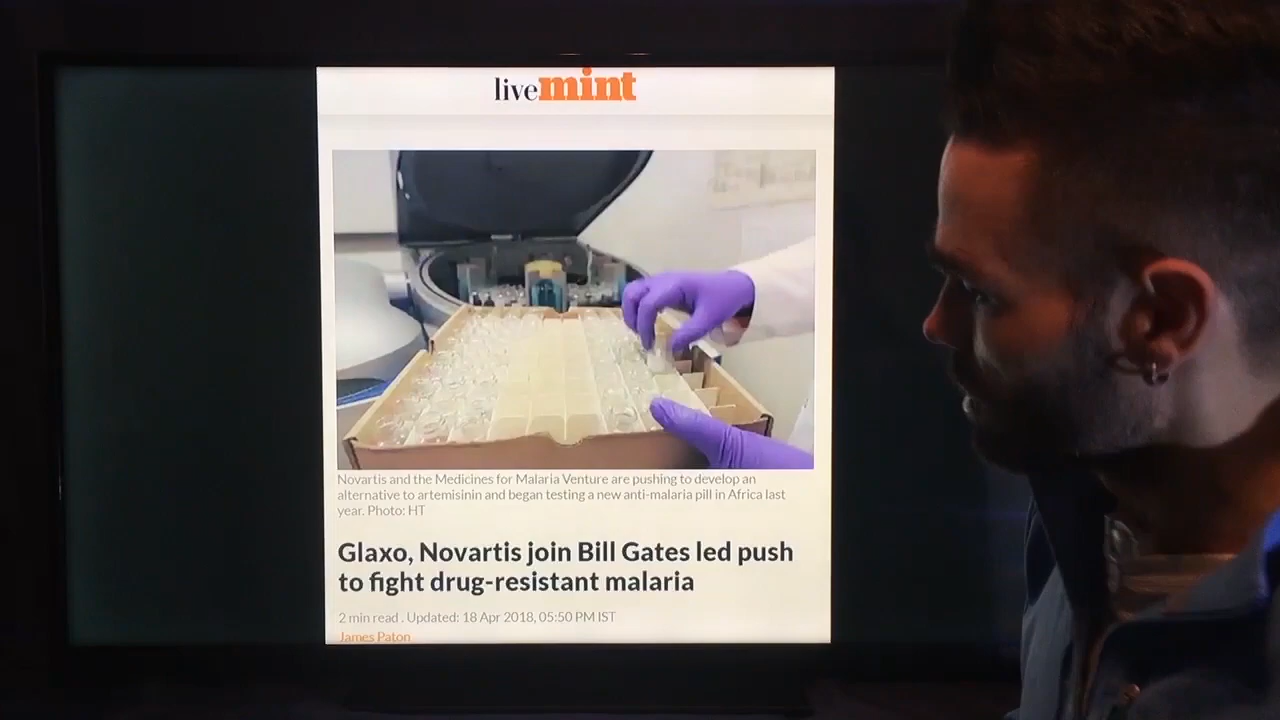 livemint
Novartis and the Medicines for Malaria Venture are pushing to develop an
alternative to artemisinin and began testing a new anti-malaria pill in Africa last
year. Photo: HT
Glaxo, Novartis join Bill Gates led push
to fight drug-resistant malaria
2 min read . Updated: 18 Apr 2018, 05:50 PM IST
James Paton